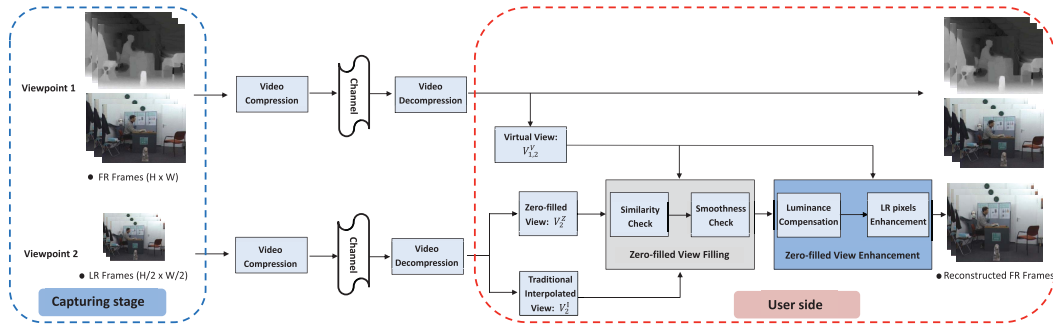 Viewpoint 1
● FR Frames (H x W)
Video
Compression
Channel
Video
Decompression
Virtual View:
V^V_{1,2}
Viewpoint 2
● LR Frames (H/2 x W/2)
Capturing stage
Video
Compression
Channel
Video
Decompression
Zero-filled
View: V^Z_2
Traditional
Interpolated
View: V^I_2
Similarity
Check
Smoothness
Check
Zero-filled View Filling
Luminance
Compensation
LR pixels
Enhancement
Zero-filled View Enhancement
● Reconstructed FR Frames
User side